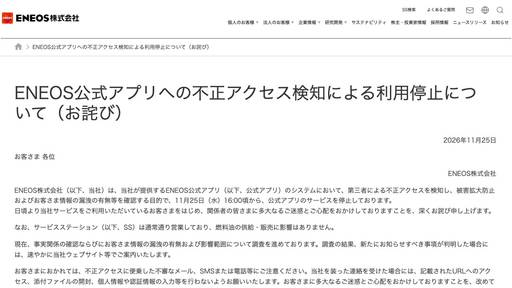 SS検索 よくあるご質問
ENEOS ENEOS株式会社
個人のお客様 法人のお客様 企業情報 研究開発 サステナビリティ 株主・投資家情報 採用情報 ニュースリリース お知らせ
ENEOS公式アプリへの不正アクセス検知による利用停止について（お詫び）
ENEOS公式アプリへの不正アクセス検知による利用停止につ
いて（お詫び）
2026年11月25日
お客さま 各位
ENEOS株式会社
ENEOS株式会社（以下、当社）は、当社が提供するENEOS公式アプリ（以下、公式アプリ）のシステムにおいて、第三者による不正アクセスを検知し、被害拡大防止
およびお客さま情報の漏洩の有無等を確認する目的で、11月25日（水）16:00頃から、公式アプリのサービスを停止しております。
日頃より当社サービスをご利用いただいているお客さまをはじめ、関係者の皆さまに多大なるご迷惑とご心配をおかけしておりますことを、深くお詫び申し上げます。
なお、サービスステーション（以下、SS）は通常通り営業しており、燃料油の供給・販売に影響はありません。
現在、事実関係の確認ならびにお客さま情報の漏洩の有無および影響範囲について調査を進めております。調査の結果、新たにお知らせすべき事項が判明した場合に
は、速やかに当社ウェブサイト等でご案内いたします。
お客さまにおかれては、不正アクセスに便乗した不審なメール、SMSまたは電話等にご注意ください。当社を装った連絡を受けた場合には、記載されたURLへのアク
セス、添付ファイルの開封、個人情報や認証情報の入力等を行わないようお願いいたします。お客さまに多大なるご迷惑とご心配をおかけしておりますことを、改めて